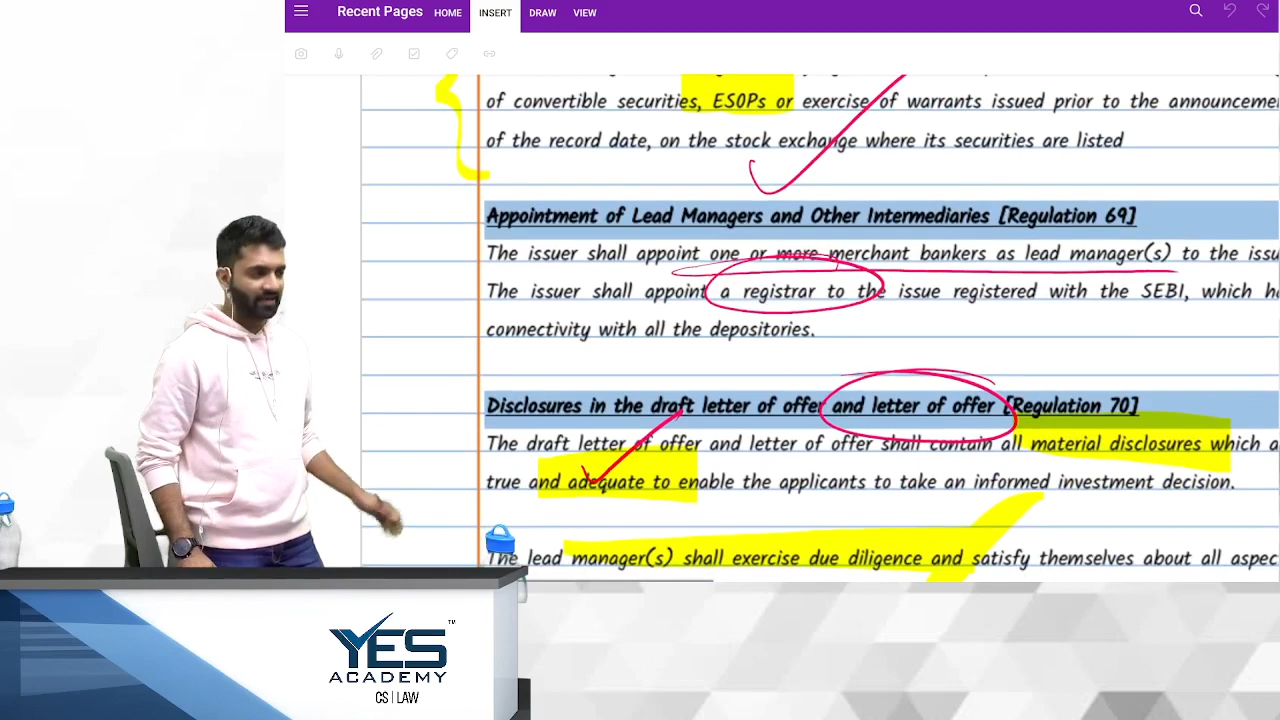 Recent Pages HOME INSERT DRAW VIEW
of convertible securities, ESOPs or exercise of warrants issued prior to the
of the record date, on the stock exchange where its securities are listed
Appointment of Lead Managers and Other Intermediaries [Regulation 69]
The issuer shall appoint one or more merchant bankers as lead manager(s) to the
The issuer shall appoint a registrar to the issue registered with the SEBI, which
connectivity with all the depositories.
Disclosures in the draft letter of offer and letter of offer [Regulation 70]
The draft letter of offer and letter of offer shall contain all material disclosures which
true and adequate to enable the applicants to take an informed investment decision.
The lead manager(s) shall exercise due diligence and satisfy themselves about all
YES
™
ACADEMY
CS | LAW